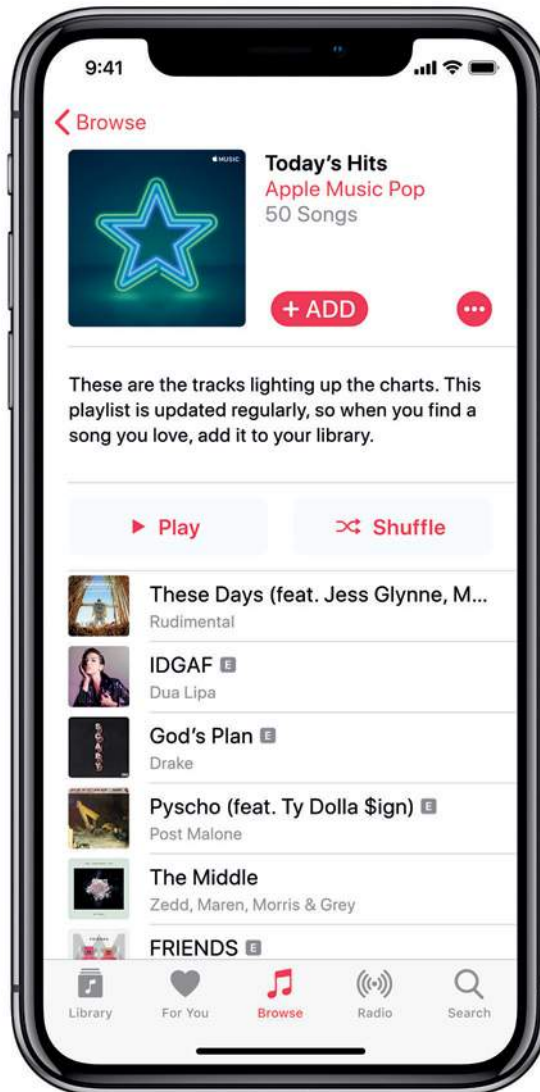 9:41
Browse
MUSIC
Today's Hits
Apple Music Pop
50 Songs
+ ADD
These are the tracks lighting up the charts. This
playlist is updated regularly, so when you find a
song you love, add it to your library.
Play
Shuffle
These Days (feat. Jess Glynne, M...
Rudimental
IDGAF E
Dua Lipa
SCARY
God's Plan E
Drake
Pyscho (feat. Ty Dolla $ign) E
Post Malone
The Middle
Zedd, Maren, Morris & Grey
FRIENDS E
Library
For You
Browse
Radio
Search